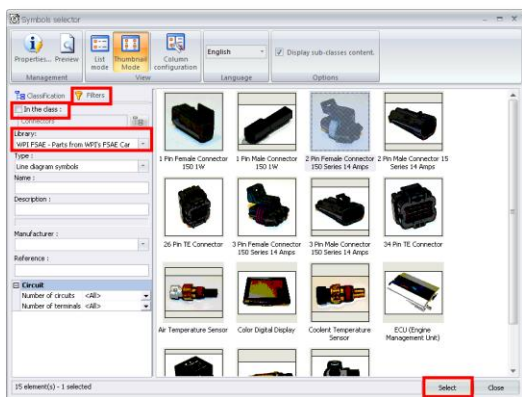 Symbols selector
Properties... Preview
List mode
Thumbnail Mode
Column configuration
English
Display sub-classes content.
Management
View
Language
Options
Classification
Filters
In the class :
Connectors
Library:
WPI FSAE - Parts from WPI's FSAE Car
Type :
Line diagram symbols
Name :
Description :
Manufacturer :
Reference :
Circuit
Number of circuits <All>
Number of terminals <All>
1 Pin Female Connector
150 1W
1 Pin Male Connector
150 1W
2 Pin Female Connector
150 Series 14 Amps
2 Pin Male Connector 15
Series 14 Amps
26 Pin TE Connector
3 Pin Female Connector
150 Series 14 Amps
3 Pin Male Connector
150 Series 14 Amps
34 Pin TE Connector
Air Temperature Sensor
Color Digital Display
Coolent Temperature
Sensor
ECU (Engine
Management Unit)
15 element(s) - 1 selected
Select
Close